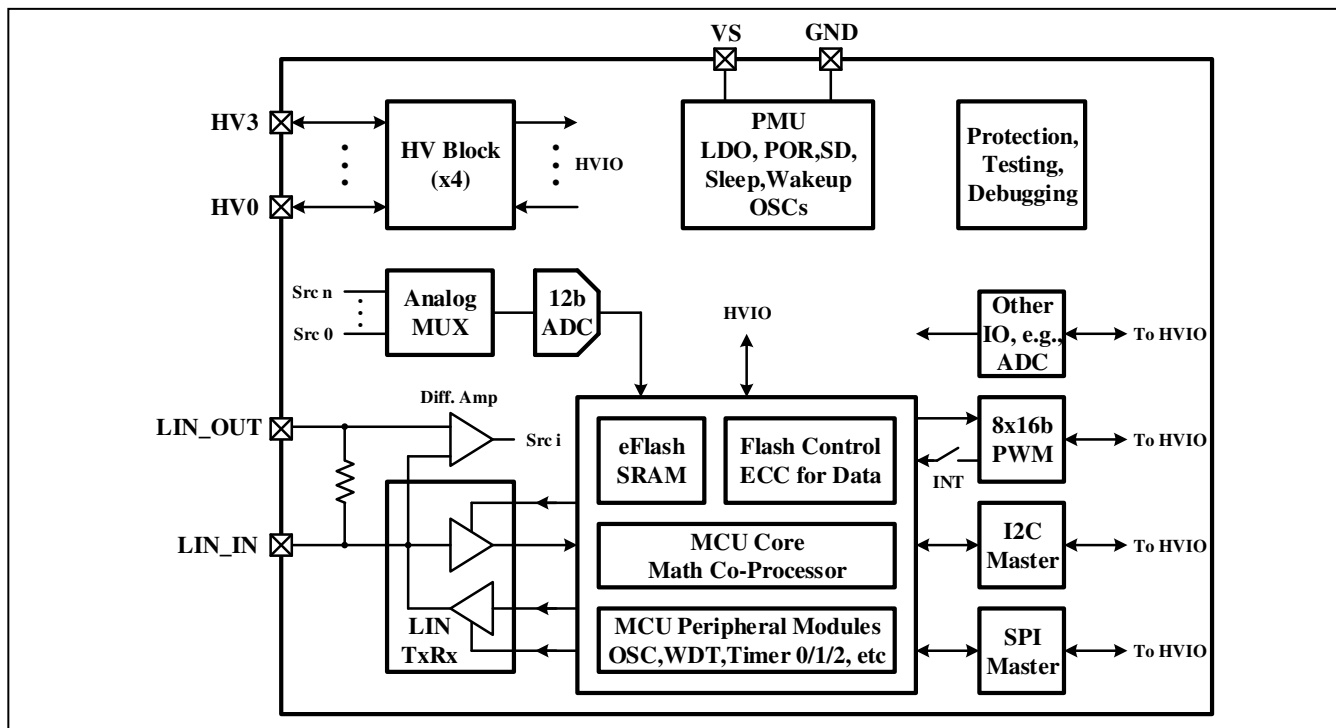 VS
GND
HV3
HV0
HV Block
(x4)
HVIO
PMU
LDO, POR,SD,
Sleep,Wakeup
OSCs
Protection,
Testing,
Debugging
Src n
Src 0
Analog
MUX
12b
ADC
HVIO
Other
IO, e.g.,
ADC
To HVIO
LIN_OUT
Diff. Amp
Src i
eFlash
SRAM
Flash Control
ECC for Data
8x16b
PWM
INT
To HVIO
LIN_IN
MCU Core
Math Co-Processor
I2C
Master
To HVIO
LIN
TxRx
MCU Peripheral Modules
OSC,WDT,Timer 0/1/2, etc
SPI
Master
To HVIO